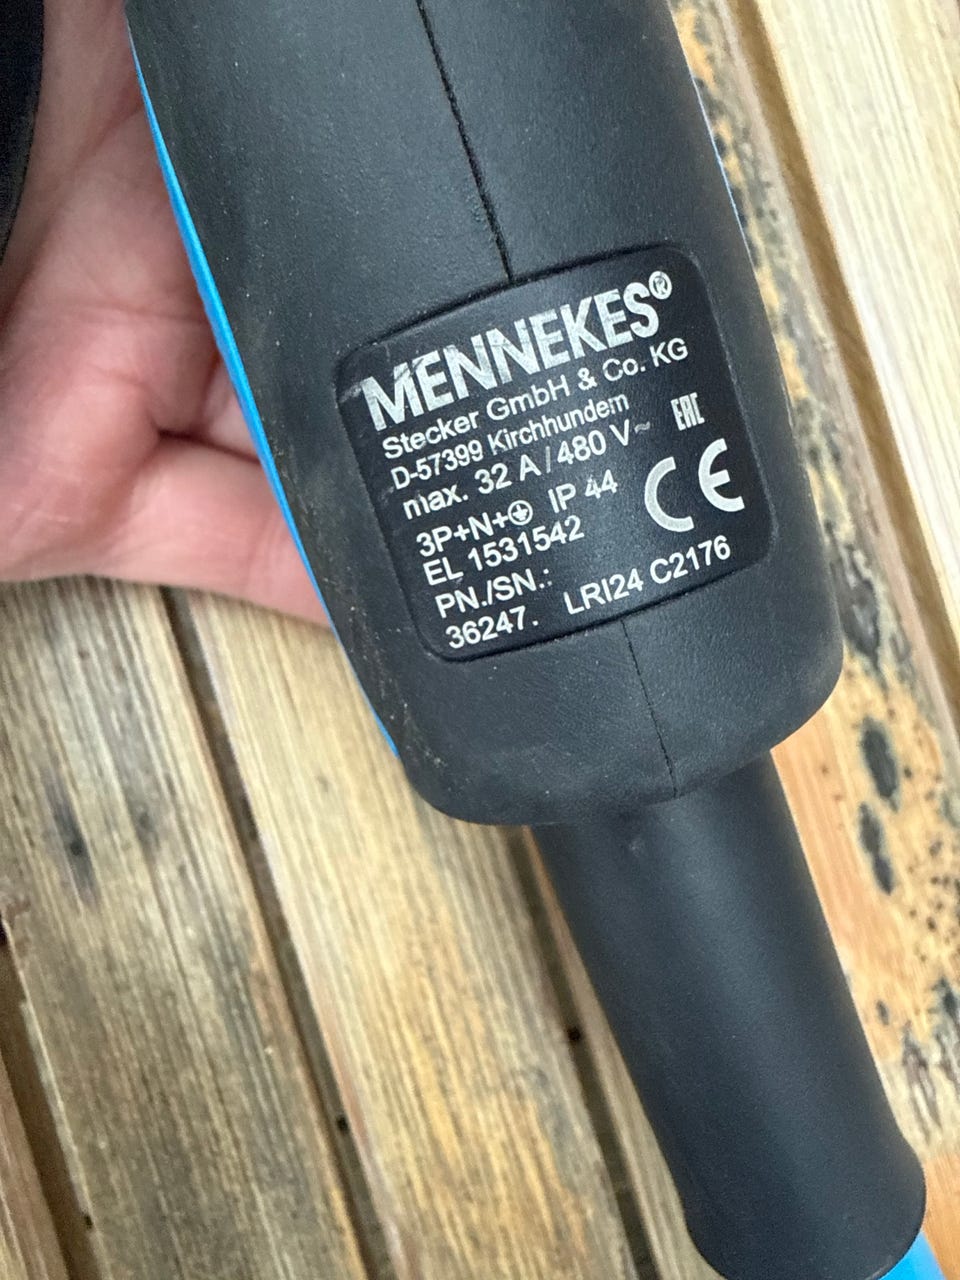 MENNEKES®
Stecker GmbH & Co. KG
D-57399 Kirchhundem
max. 32 A / 480 V~ EAC
3P+N+⏚ IP 44 CE
EL 1531542
PN./SN.:
36247. LRI24 C2176